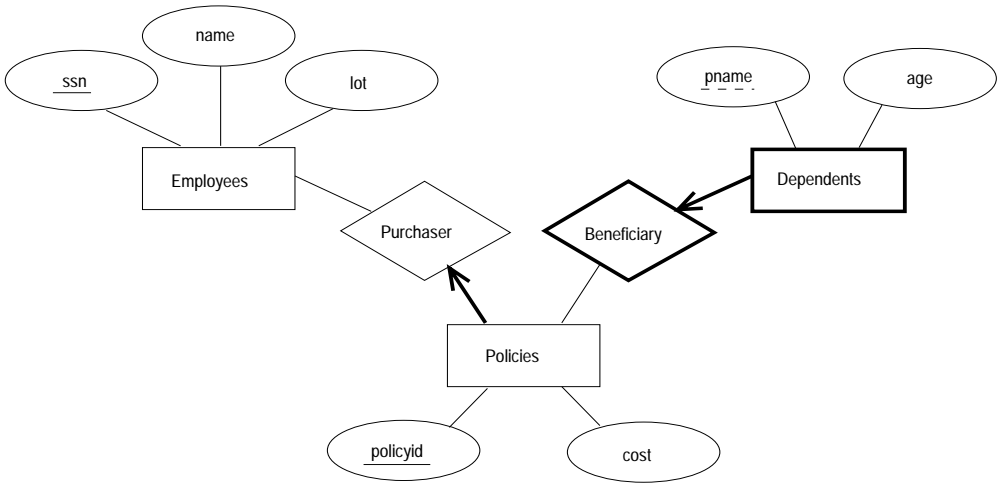 name
ssn
lot
pname
age
Employees
Dependents
Purchaser
Beneficiary
Policies
policyid
cost